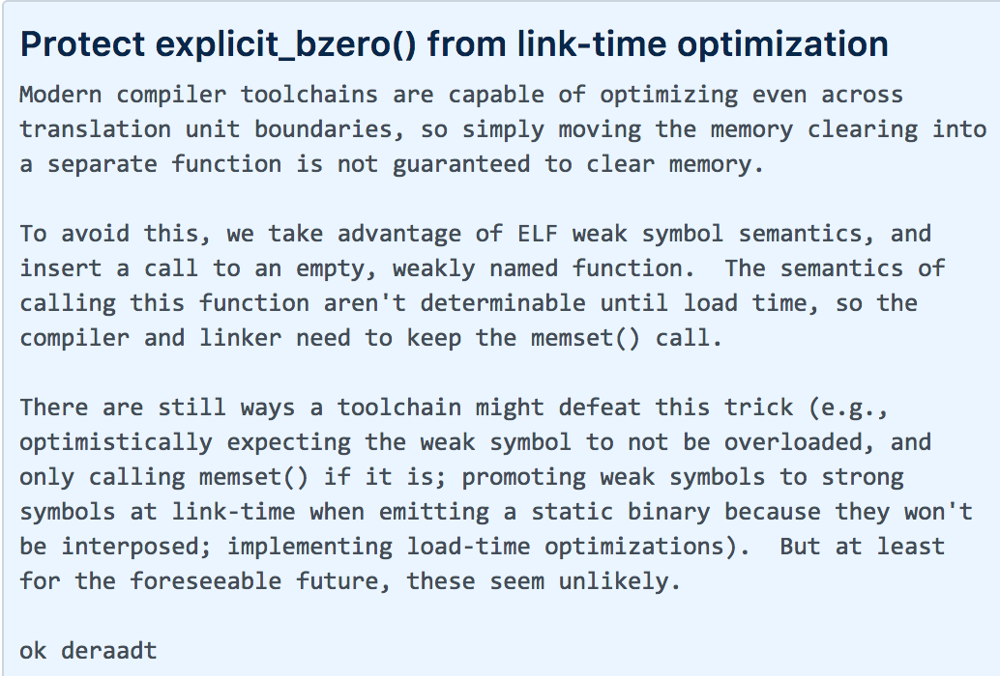 Protect explicit_bzero() from link-time optimization
Modern compiler toolchains are capable of optimizing even across
translation unit boundaries, so simply moving the memory clearing into
a separate function is not guaranteed to clear memory.
To avoid this, we take advantage of ELF weak symbol semantics, and
insert a call to an empty, weakly named function.  The semantics of
calling this function aren't determinable until load time, so the
compiler and linker need to keep the memset() call.
There are still ways a toolchain might defeat this trick (e.g.,
optimistically expecting the weak symbol to not be overloaded, and
only calling memset() if it is; promoting weak symbols to strong
symbols at link-time when emitting a static binary because they won't
be interposed; implementing load-time optimizations).  But at least
for the foreseeable future, these seem unlikely.
ok deraadt